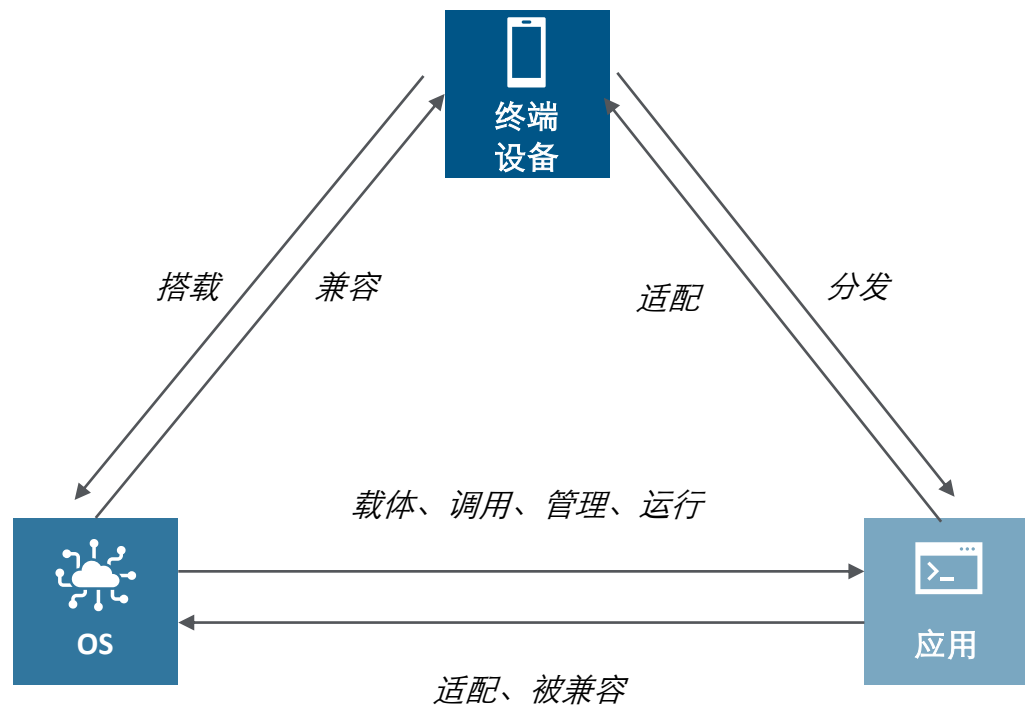 终端
设备
搭载
兼容
适配
分发
载体、调用、管理、运行
OS
应用
适配、被兼容